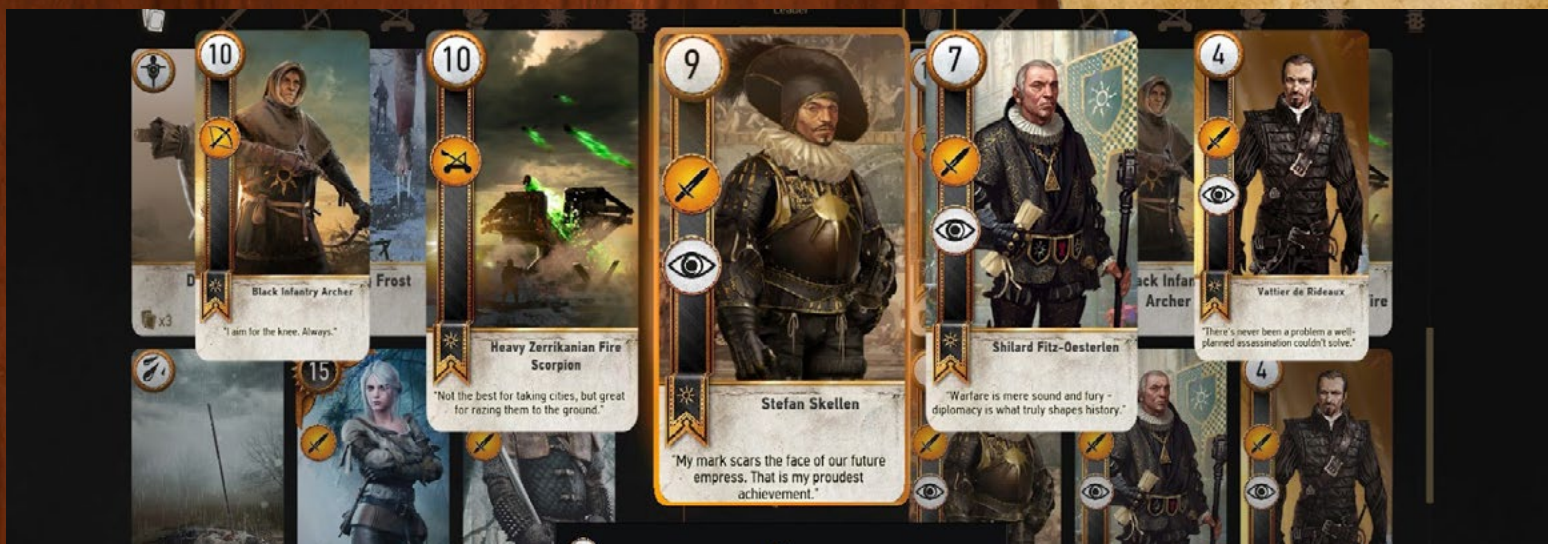 Leader
10
Black Infantry Archer
"I aim for the knee. Always."
10
Heavy Zerrikanian Fire
Scorpion
"Not the best for taking cities, but great
for razing them to the ground."
9
Stefan Skellen
"My mark scars the face of our future
empress. That is my proudest
achievement."
7
Shilard Fitz-Oesterlen
"Warfare is mere sound and fury -
diplomacy is what truly shapes history."
4
Vattier de Rideaux
"There's never been a problem a well-
planned assassination couldn't solve."
D
Frost
x3
ack Infan
Archer
ire
15
4